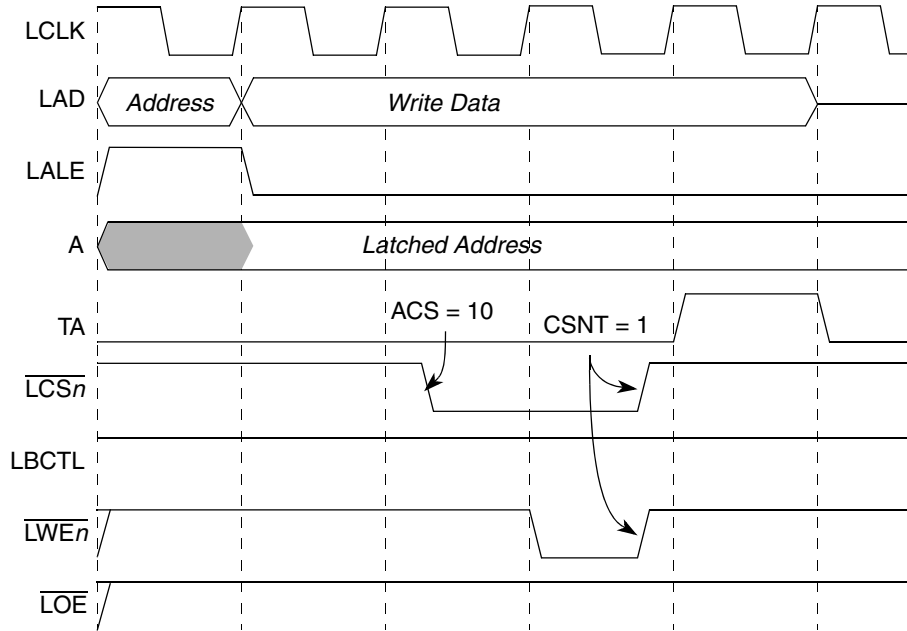 LCLK
LAD
Address
Write Data
LALE
A
Latched Address
TA
ACS = 10
CSNT = 1
LCSn
LBCTL
LWEn
LOE